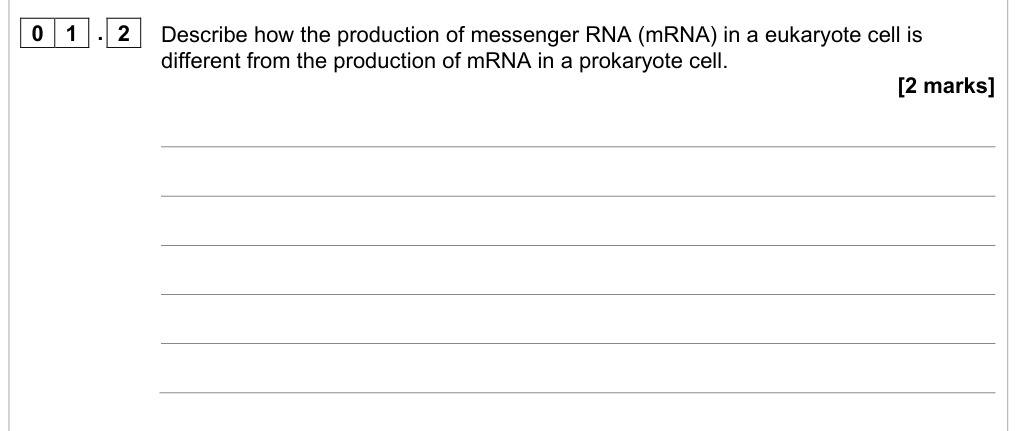 0 1 . 2 Describe how the production of messenger RNA (mRNA) in a eukaryote cell is
different from the production of mRNA in a prokaryote cell.
[2 marks]